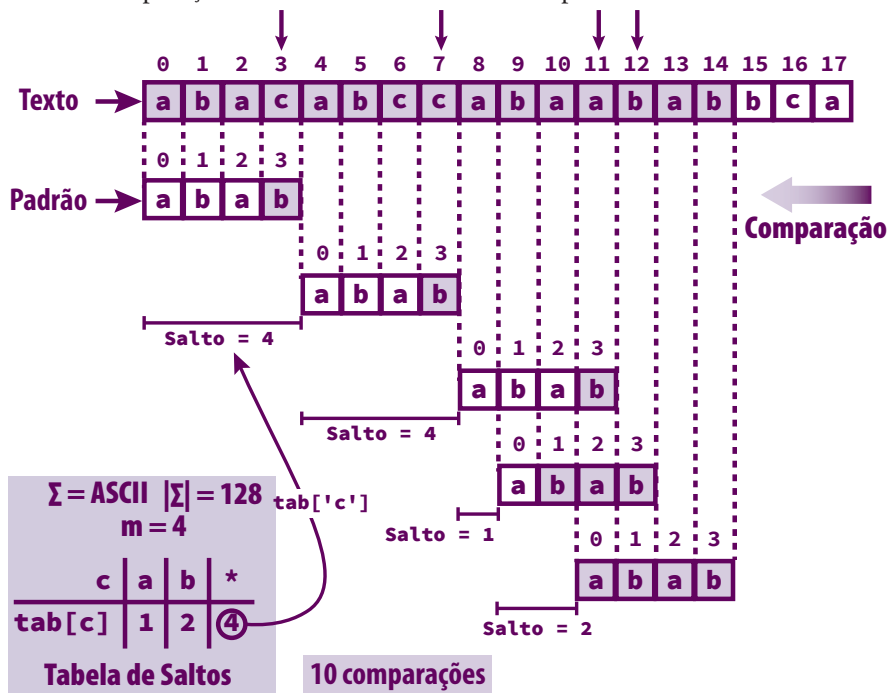 0 1 2 3 4 5 6 7 8 9 10 11 12 13 14 15 16 17
Texto a b a c a b c c a b a a b a b b c a
0 1 2 3
Padrão a b a b
Comparação
0 1 2 3
a b a b
Salto = 4
0 1 2 3
a b a b
Salto = 4
0 1 2 3
a b a b
Σ = ASCII |Σ| = 128
m = 4
tab['c']
Salto = 1
0 1 2 3
a b a b
Salto = 2
c a b *
tab[c] 1 2 4
Tabela de Saltos
10 comparações